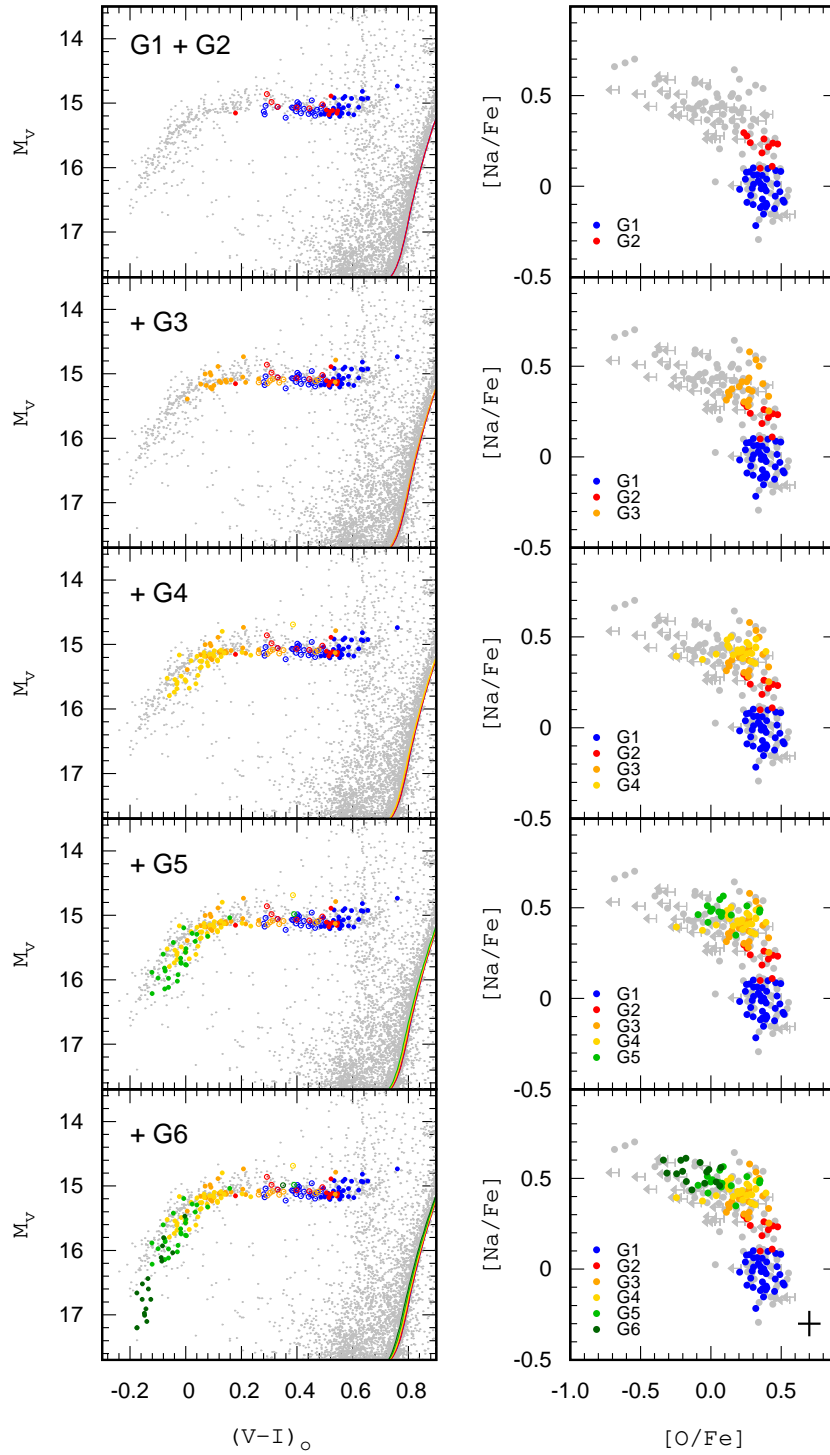 G1 + G2
14
15
16
17
M_V
0.5
0
-0.5
[Na/Fe]
G1
G2
+ G3
14
15
16
17
M_V
0.5
0
-0.5
[Na/Fe]
G1
G2
G3
+ G4
14
15
16
17
M_V
0.5
0
-0.5
[Na/Fe]
G1
G2
G3
G4
+ G5
14
15
16
17
M_V
0.5
0
-0.5
[Na/Fe]
G1
G2
G3
G4
G5
+ G6
14
15
16
17
M_V
0.5
0
-0.5
[Na/Fe]
G1
G2
G3
G4
G5
G6
-0.2 0 0.2 0.4 0.6 0.8
(V-I)_O
-1.0 -0.5 0.0 0.5
[O/Fe]